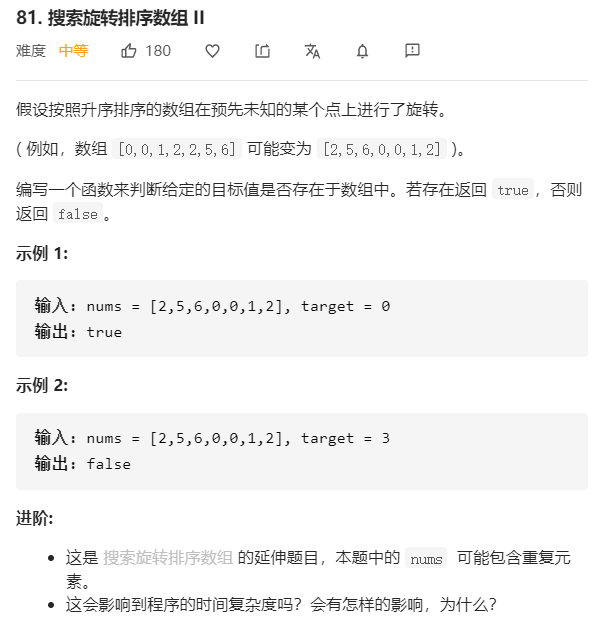 81. 搜索旋转排序数组 II
难度 中等 180
假设按照升序排序的数组在预先未知的某个点上进行了旋转。
( 例如，数组 [0,0,1,2,2,5,6] 可能变为 [2,5,6,0,0,1,2] )。
编写一个函数来判断给定的目标值是否存在于数组中。若存在返回 true，否则
返回 false。
示例 1:
输入: nums = [2,5,6,0,0,1,2], target = 0
输出: true
示例 2:
输入: nums = [2,5,6,0,0,1,2], target = 3
输出: false
进阶:
• 这是 搜索旋转排序数组 的延伸题目，本题中的 nums 可能包含重复元
素。
• 这会影响到程序的时间复杂度吗？会有怎样的影响，为什么？